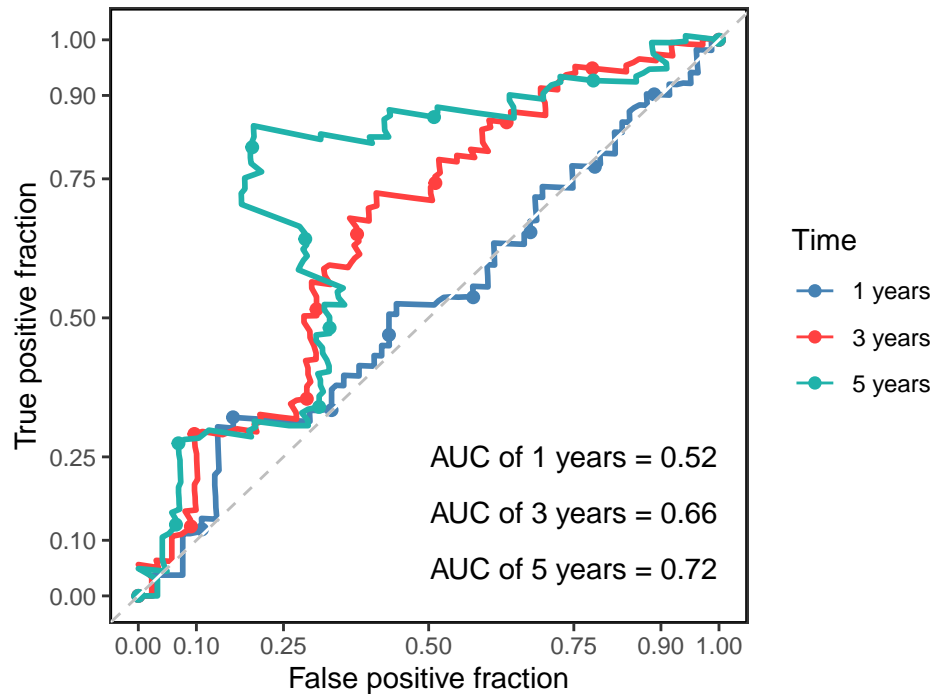 1.00
0.90
0.75
0.50
0.25
0.10
0.00
True positive fraction
AUC of 1 years = 0.52
AUC of 3 years = 0.66
AUC of 5 years = 0.72
0.00 0.10 0.25 0.50 0.75 0.90 1.00
False positive fraction
Time
1 years
3 years
5 years